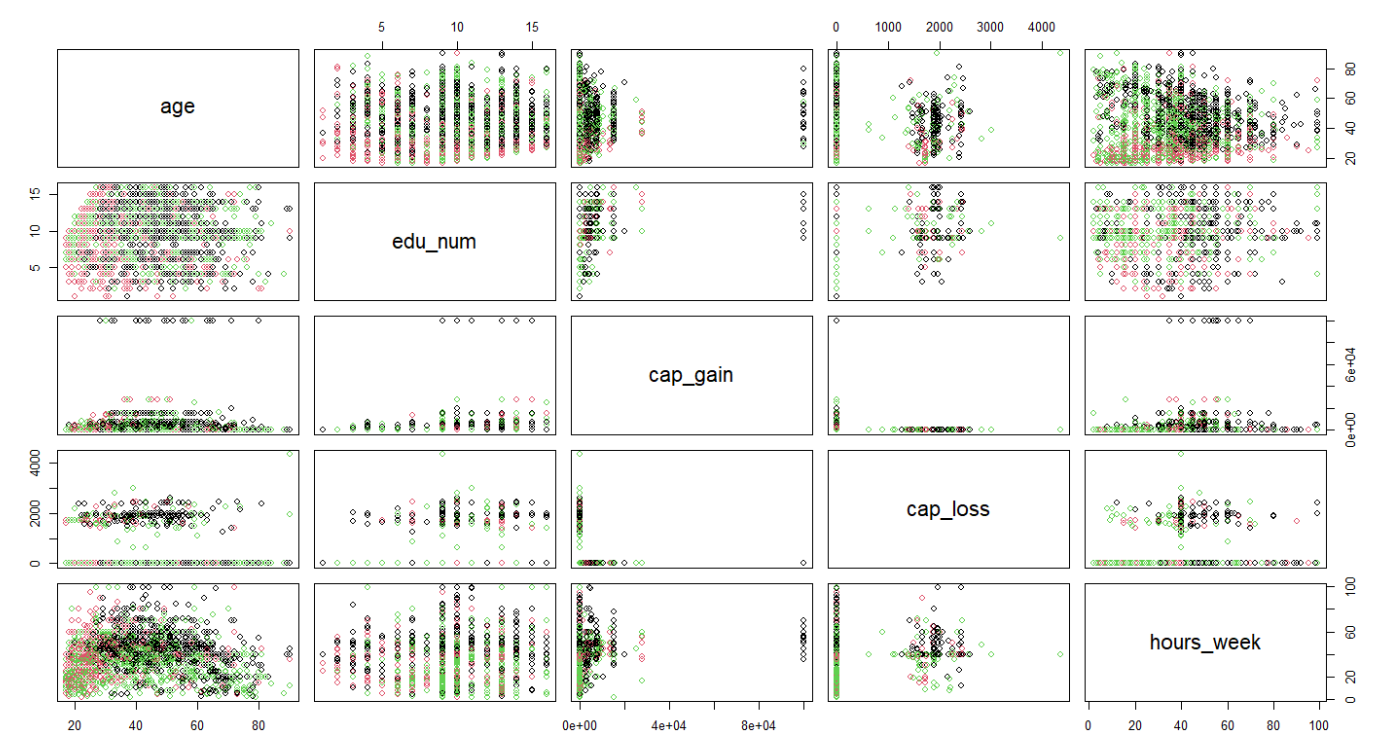 5 10 15 0 1000 2000 3000 4000
age
20 40 60 80
5 10 15
edu_num
cap_gain
0e+00 6e+04
0 2000 4000
cap_loss
hours_week
0 20 60 100
20 40 60 80 0e+00 4e+04 8e+04 0 20 40 60 80 100